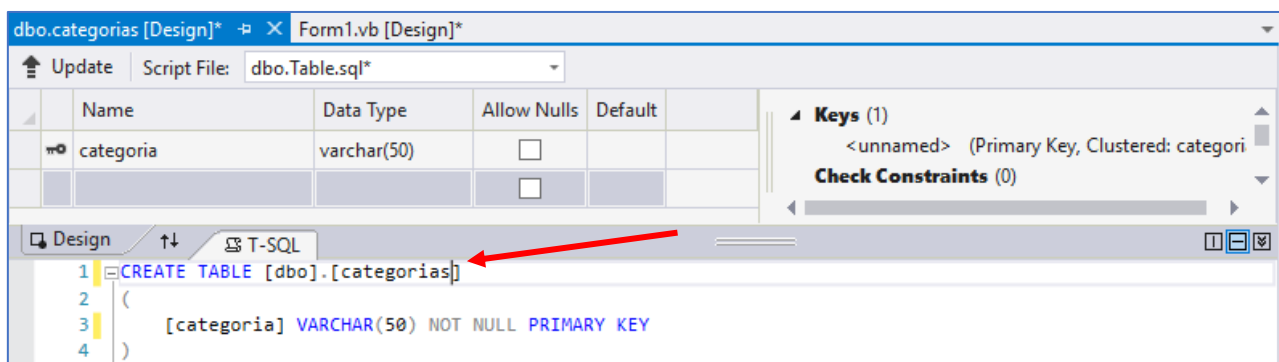 dbo.categorias [Design]* Form1.vb [Design]*
Update Script File: dbo.Table.sql*
Name Data Type Allow Nulls Default
categoria varchar(50)
Keys (1)
<unnamed> (Primary Key, Clustered: categori
Check Constraints (0)
Design T-SQL
1 CREATE TABLE [dbo].[categorias]
2 (
3 [categoria] VARCHAR(50) NOT NULL PRIMARY KEY
4 )